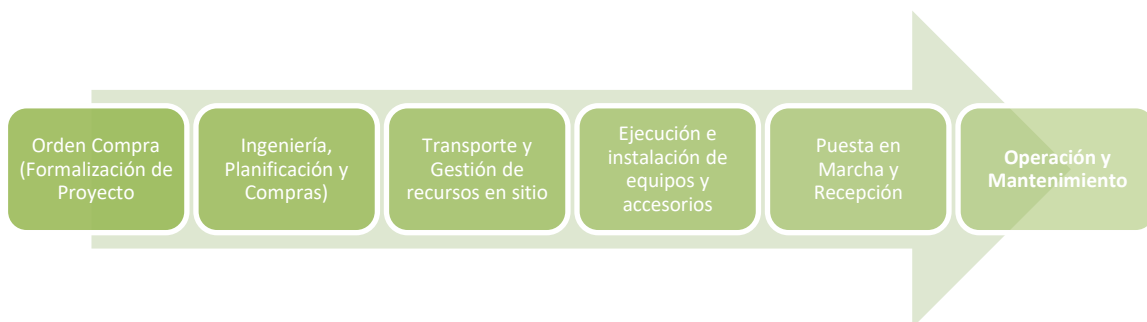 Orden Compra
(Formalización de
Proyecto
Ingeniería,
Planificación y
Compras)
Transporte y
Gestión de
recursos en sitio
Ejecución e
instalación de
equipos y
accesorios
Puesta en
Marcha y
Recepción
Operación y
Mantenimiento